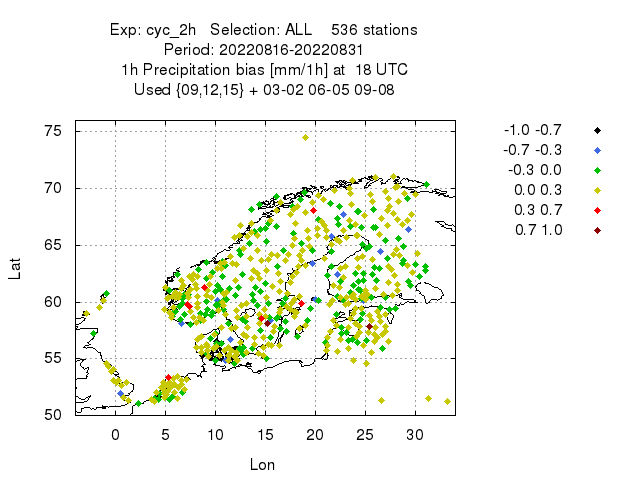 Exp: cyc_2h   Selection: ALL    536 stations
Period: 20220816-20220831
1h Precipitation bias [mm/1h] at  18 UTC
Used {09,12,15} + 03-02 06-05 09-08
-1.0 -0.7
-0.7 -0.3
-0.3 0.0
0.0 0.3
0.3 0.7
0.7 1.0
75
70
65
60
55
50
Lat
0 5 10 15 20 25 30
Lon